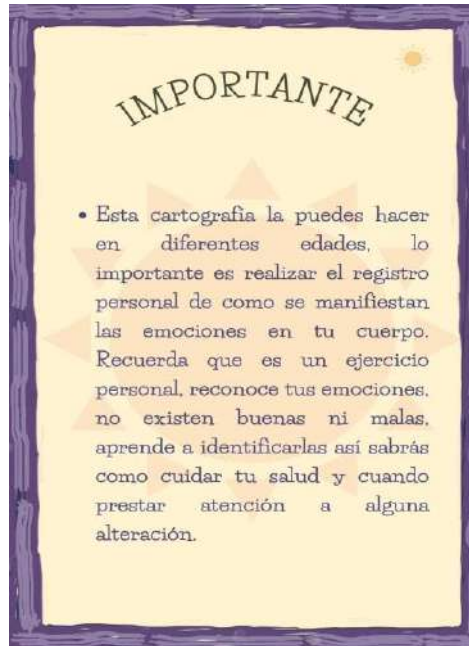 IMPORTANTE
• Esta cartografía la puedes hacer
en diferentes edades, lo
importante es realizar el registro
personal de como se manifiestan
las emociones en tu cuerpo.
Recuerda que es un ejercicio
personal, reconoce tus emociones,
no existen buenas ni malas,
aprende a identificarlas así sabrás
como cuidar tu salud y cuando
prestar atención a alguna
alteración.